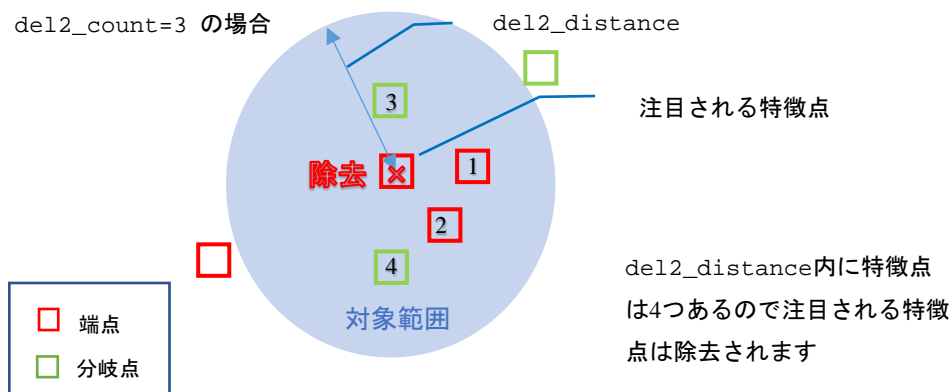 del2_count=3 の場合
del2_distance
3
注目される特徴点
除去
×
1
2
4
対象範囲
del2_distance内に特徴点
は4つあるので注目される特徴
点は除去されます
端点
分岐点